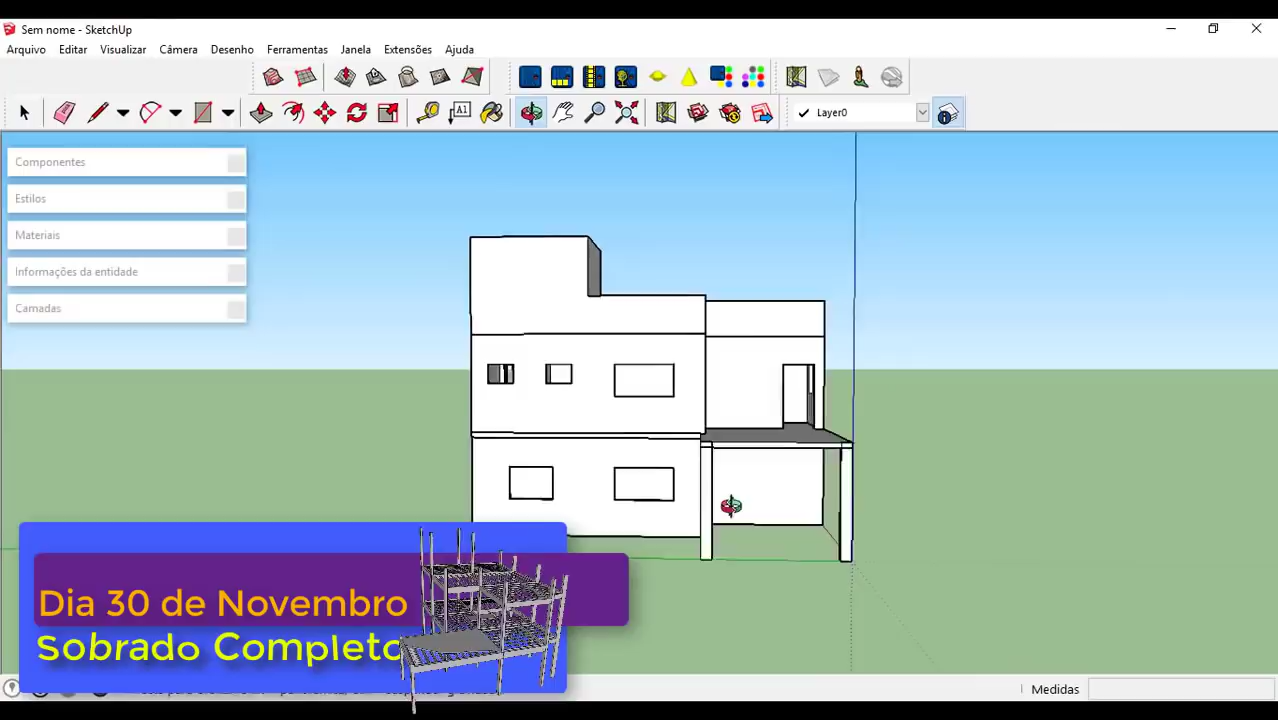 Sem nome - SketchUp
Arquivo Editar Visualizar Câmera Desenho Ferramentas Janela Extensões Ajuda
A1
Layer0
Componentes
Estilos
Materiais
Informações da entidade
Camadas
Dia 30 de Novembro
Sobrado Completo
Medidas